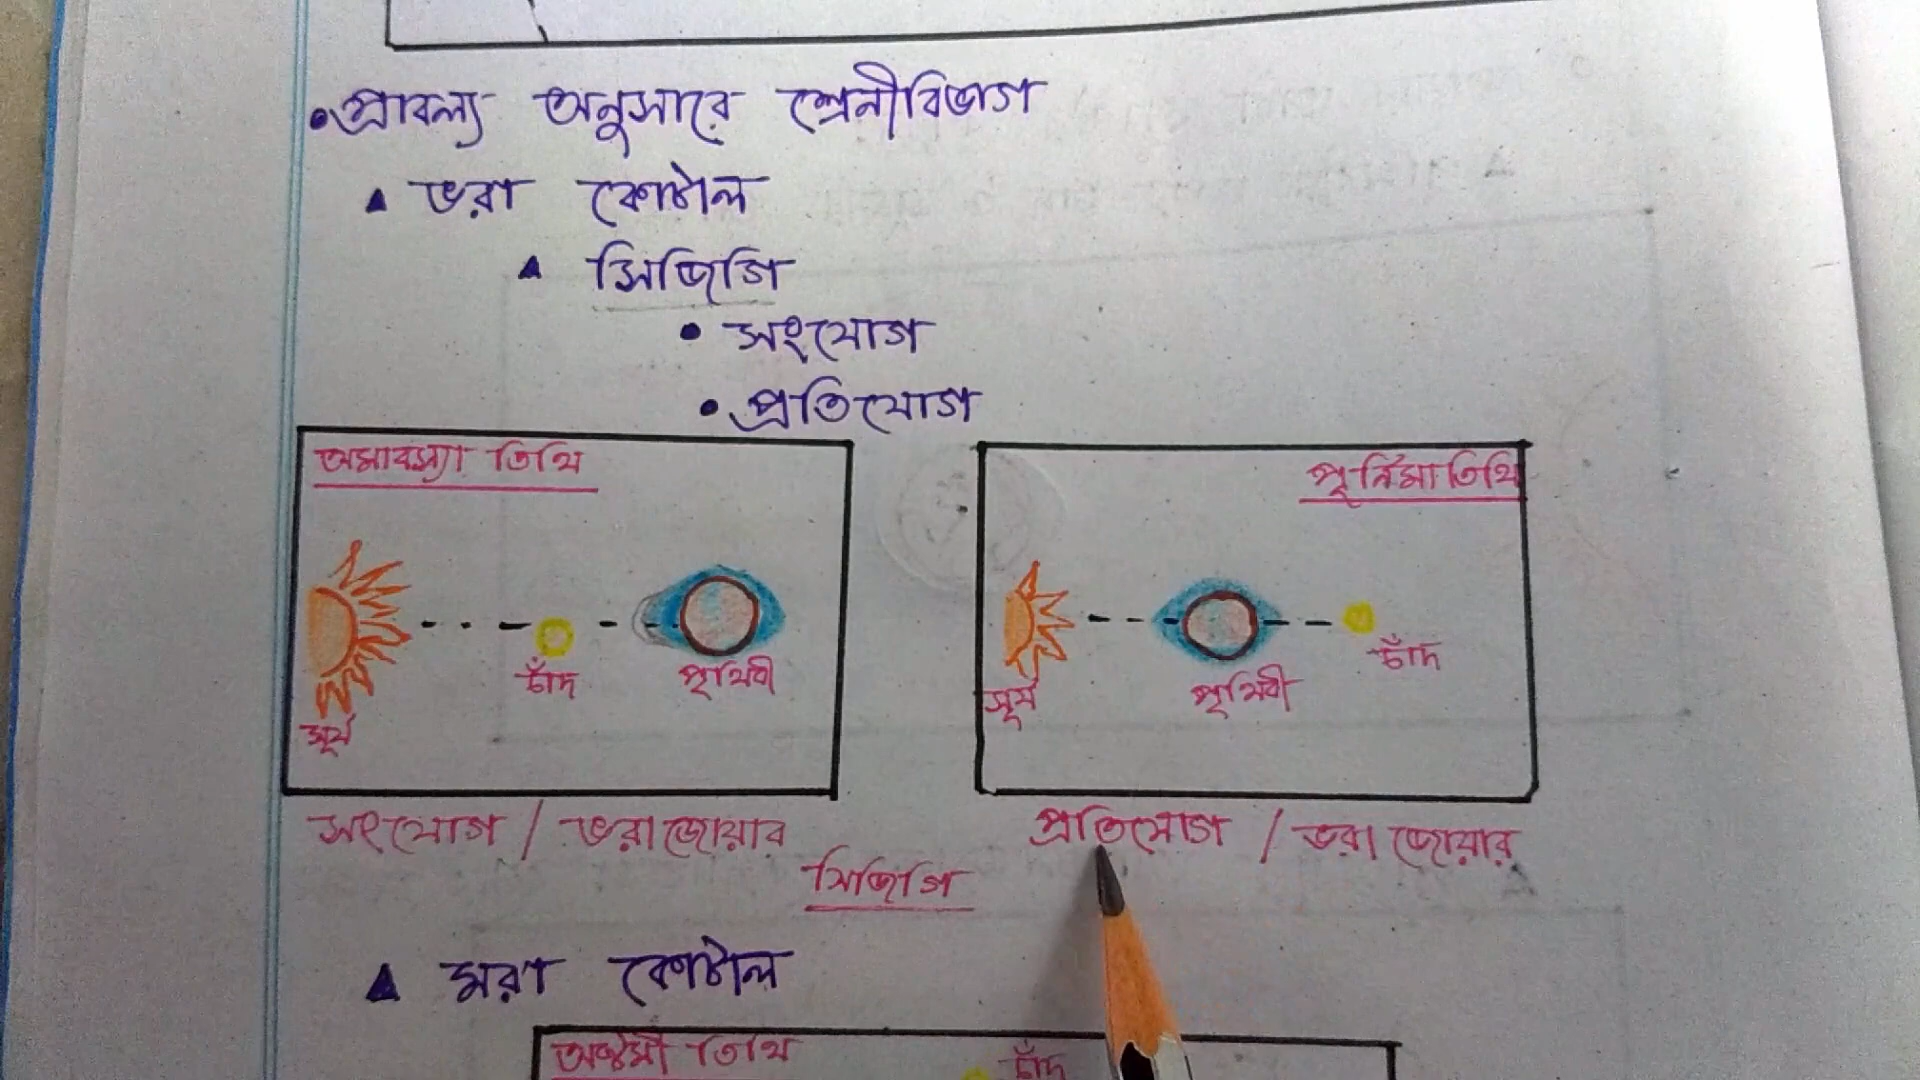 •প্রাবল্য অনুসারে শ্রেনীবিভাগ
▲ ভরা কোটাল
▲ সিজিগি
• সংযোগ
• প্রতিযোগ
অমাবস্যা তিথি
চাঁদ
পৃথিবী
সূর্য
পূর্নিমা তিথি
চাঁদ
পৃথিবী
সূর্য
সংযোগ / ভরা জোয়ার
প্রতিযোগ / ভরা জোয়ার
সিজিগি
▲ মরা কোটাল
অষ্টমী তিথি
চাঁদ